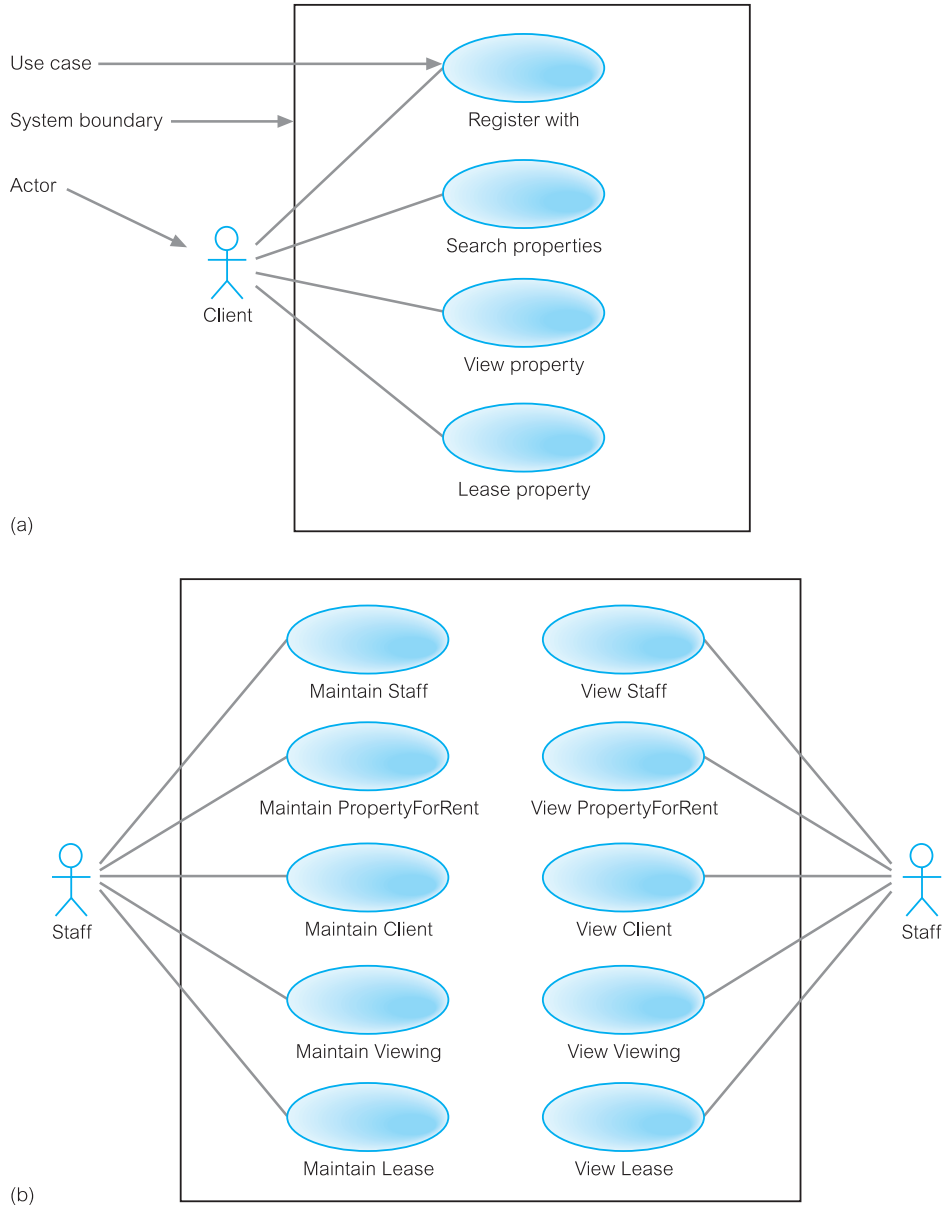 Use case
Register with
System boundary
Actor
Search properties
Client
View property
Lease property
(a)
Maintain Staff
View Staff
Maintain PropertyForRent
View PropertyForRent
Staff
Maintain Client
View Client
Staff
Maintain Viewing
View Viewing
Maintain Lease
View Lease
(b)